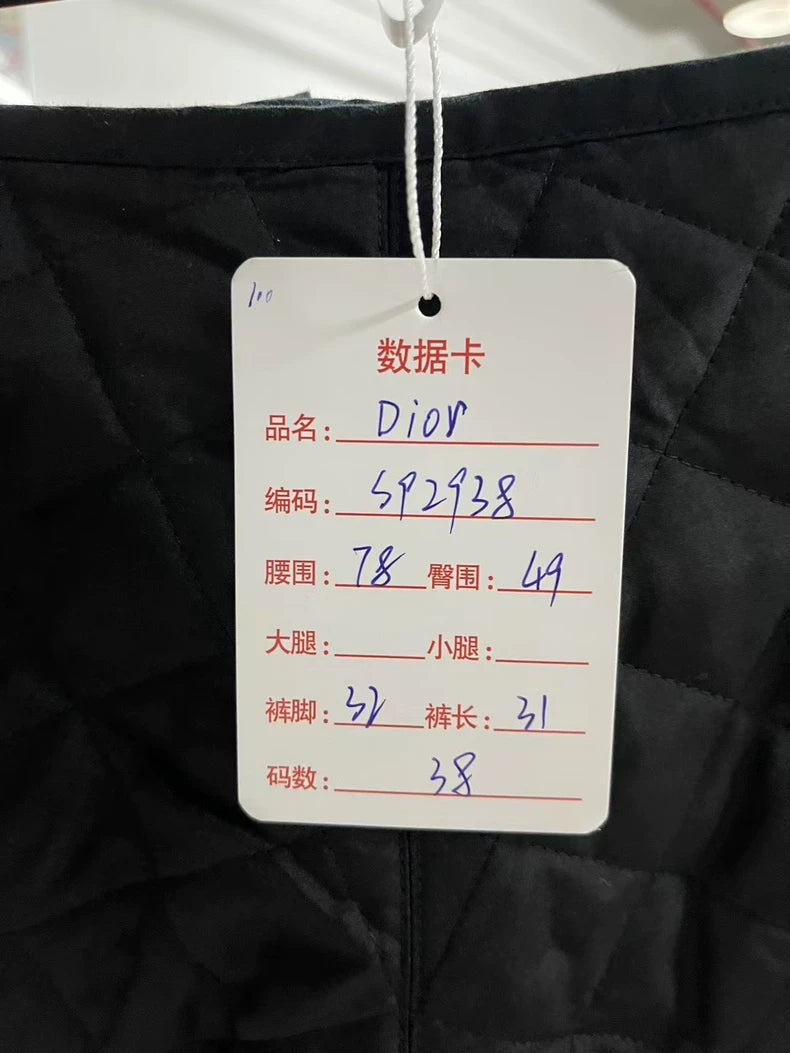 100
数据卡
品名: Dior
编码: S92938
腰围: 78 臀围: 49
大腿: 小腿:
裤脚: 32 裤长: 31
码数: 38